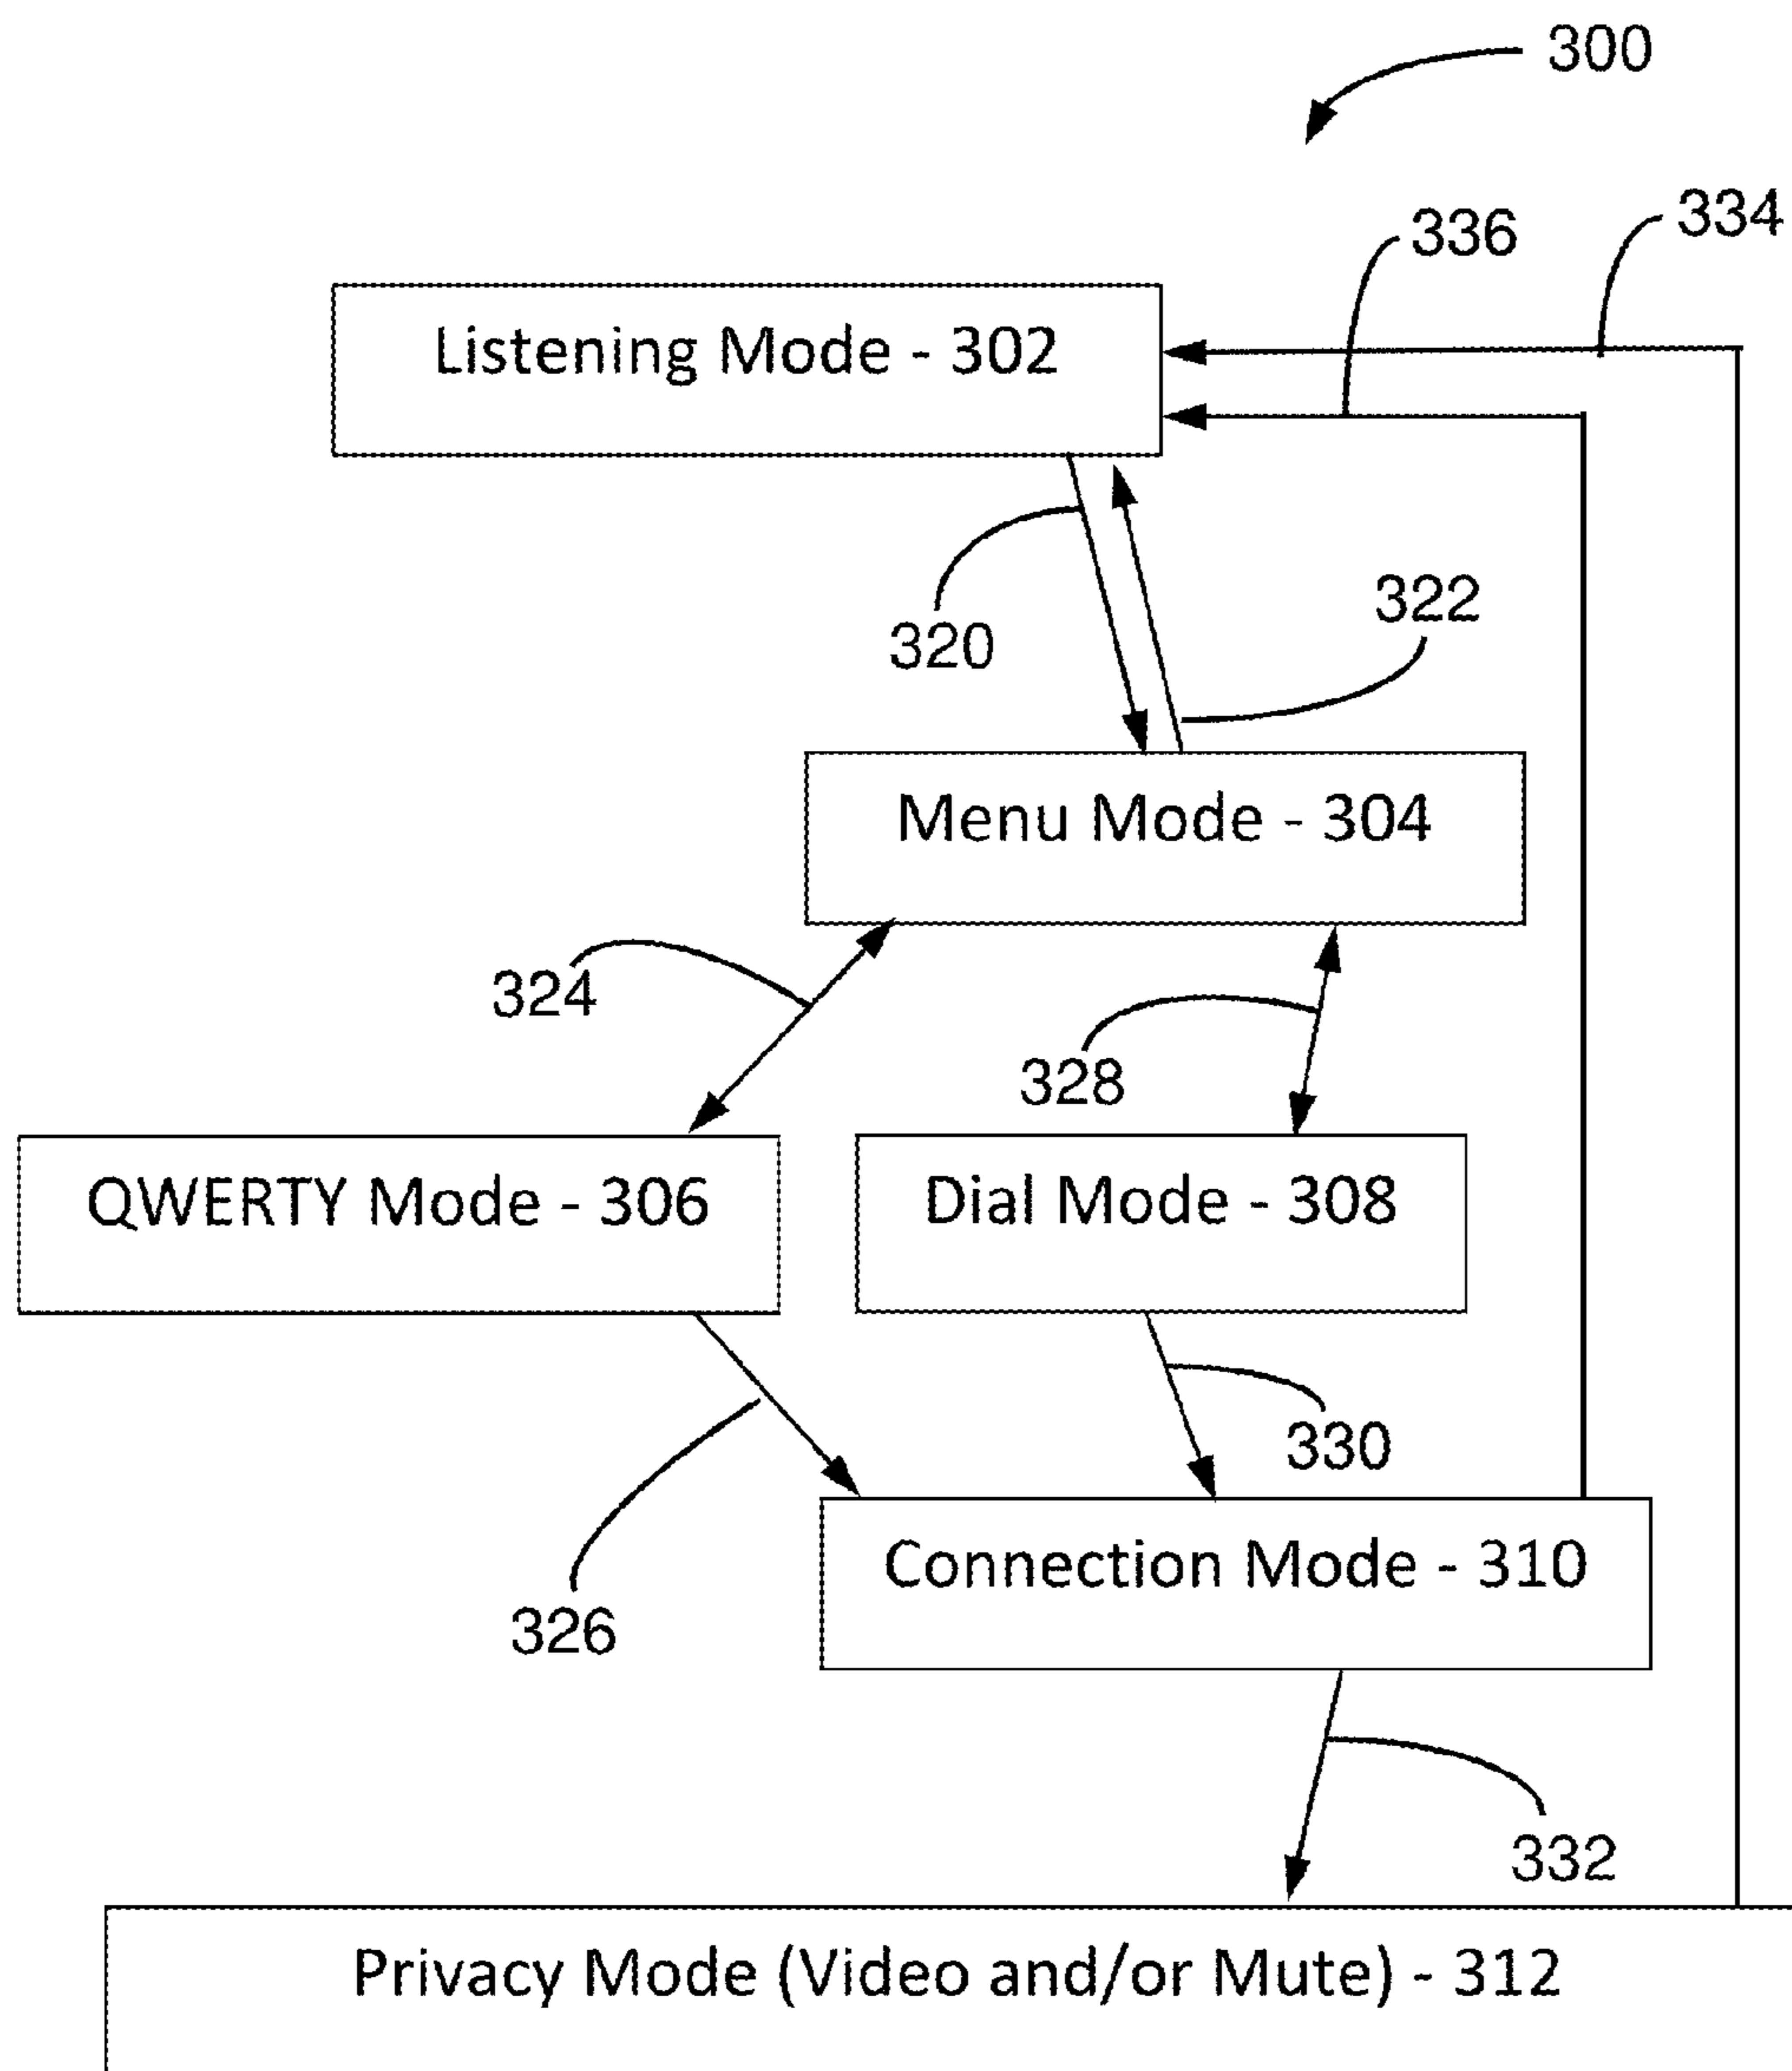 300
334
336
Listening Mode - 302
322
320
Menu Mode - 304
324
328
QWERTY Mode - 306
Dial Mode - 308
330
Connection Mode - 310
326
332
Privacy Mode (Video and/or Mute) - 312